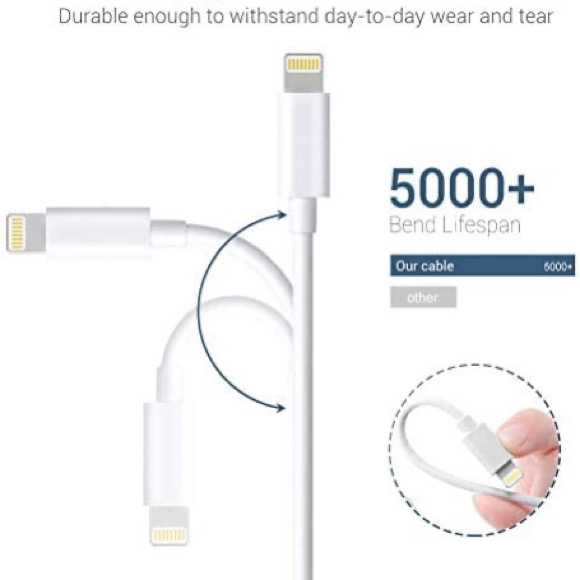 Durable enough to withstand day-to-day wear and tear
5000+
Bend Lifespan
Our cable 5000+
other